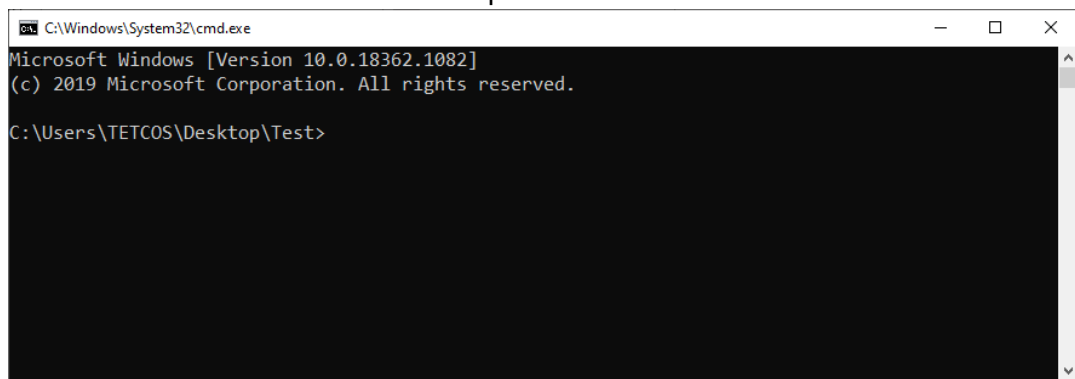 C:\Windows\System32\cmd.exe
Microsoft Windows [Version 10.0.18362.1082]
(c) 2019 Microsoft Corporation. All rights reserved.
C:\Users\TETCOS\Desktop\Test>